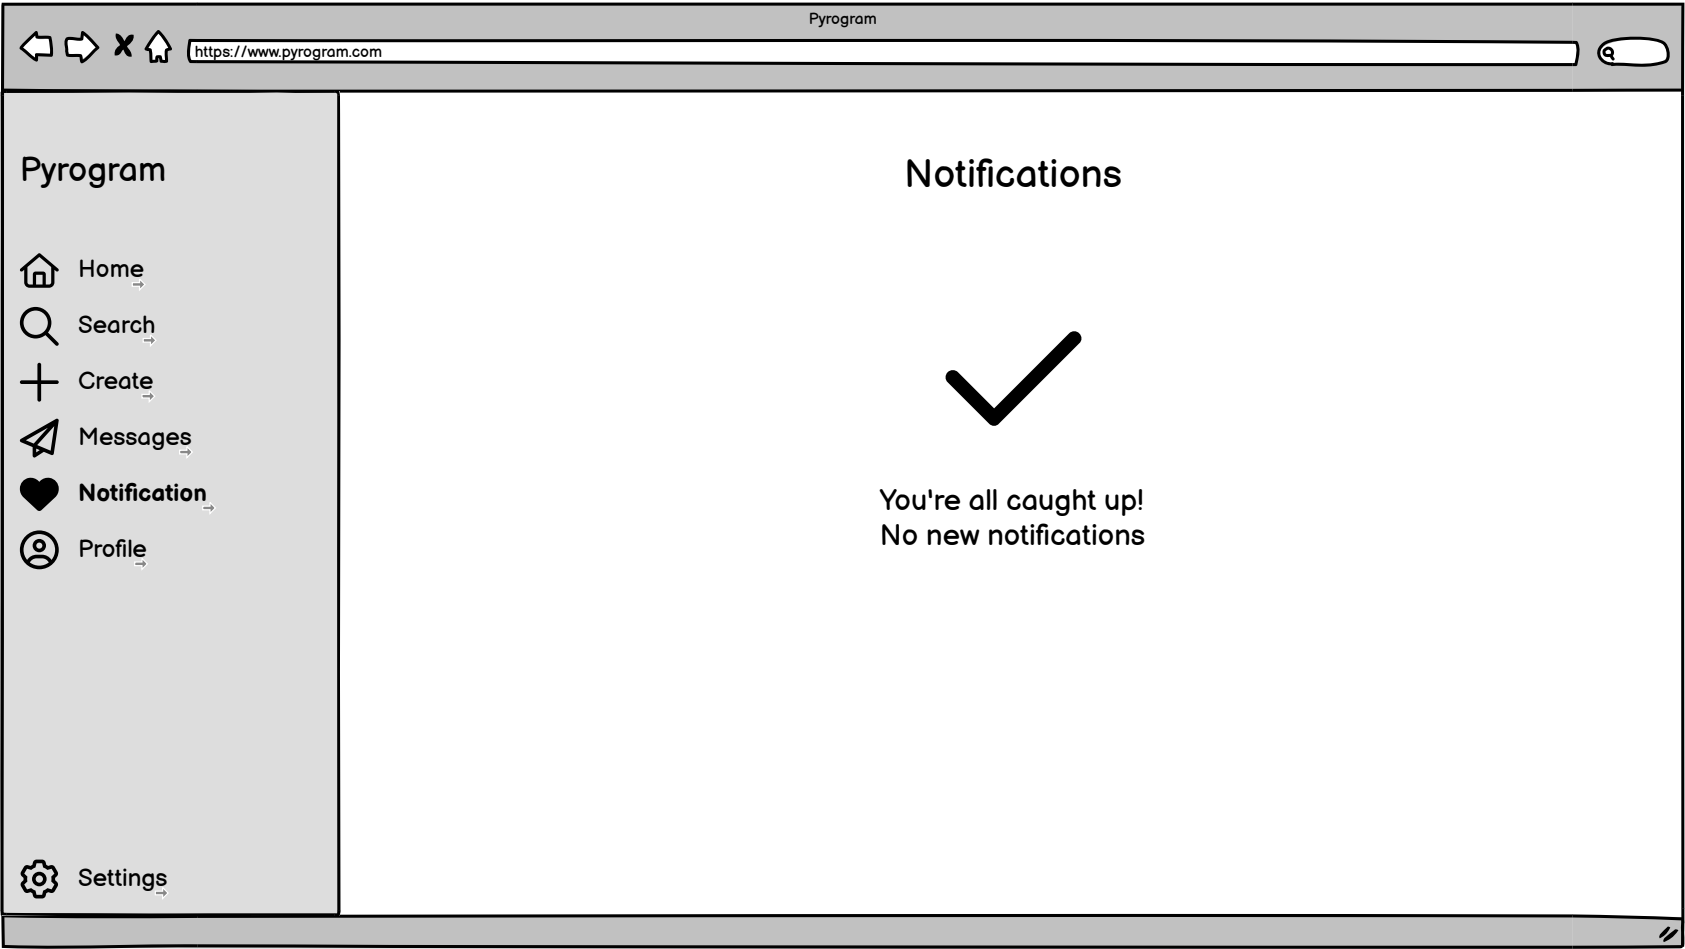 Pyrogram
https://www.pyrogram.com
Pyrogram
Home
Search
Create
Messages
Notification
Profile
Settings
Notifications
You're all caught up!
No new notifications